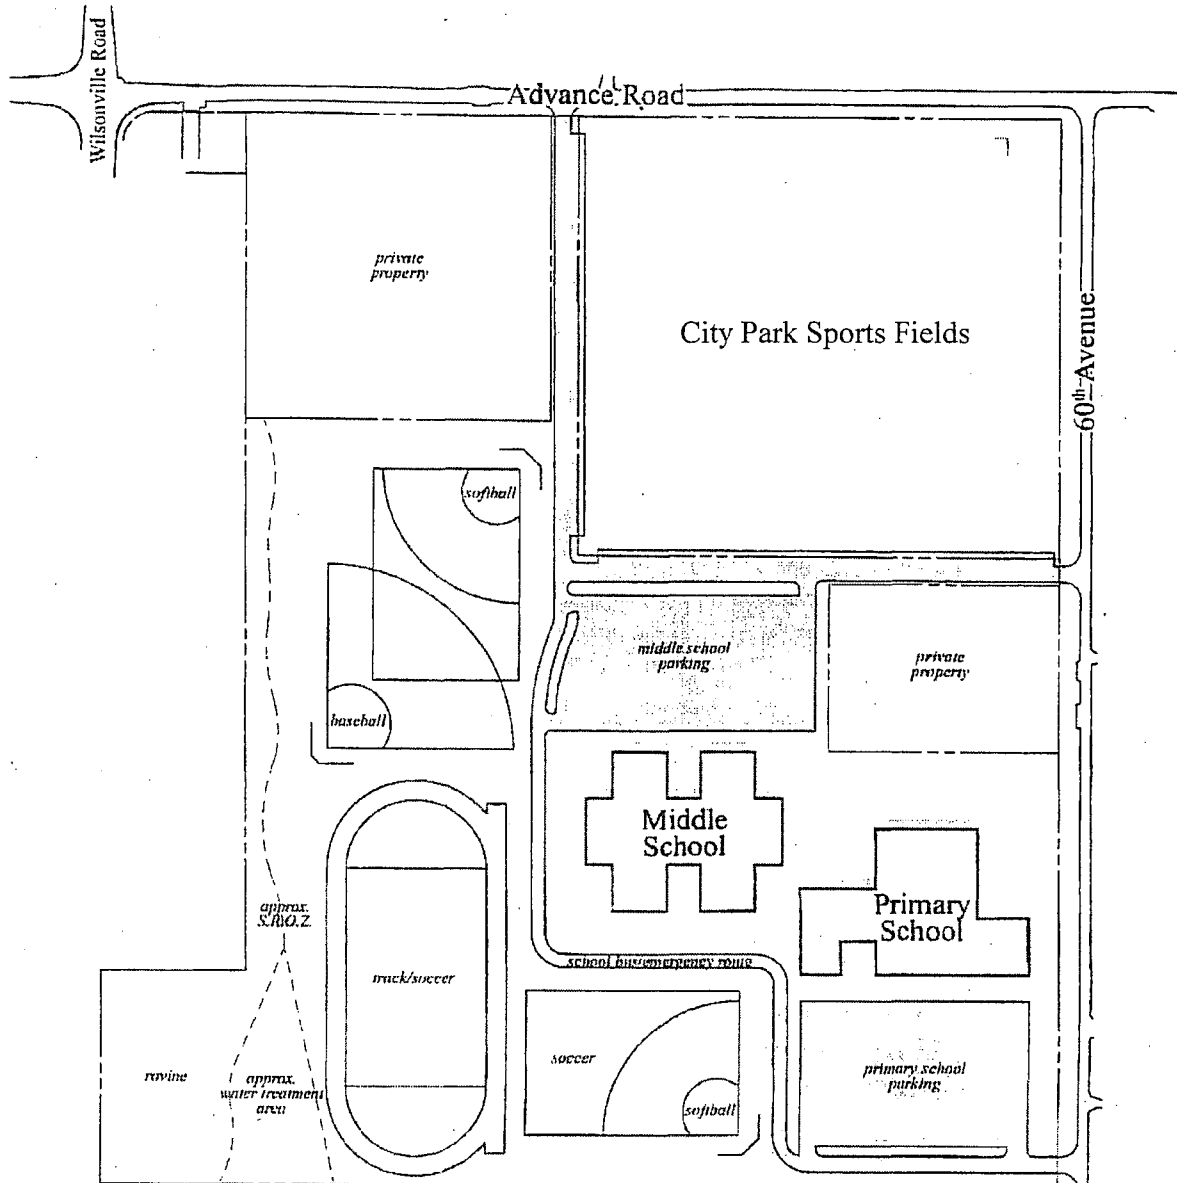 Wilsonville Road
Advance Road
private
property
City Park Sports Fields
60th Avenue
softball
middle school
parking
private
property
baseball
Middle
School
Primary
School
approx.
S.R.O.Z.
school bus/emergency route
track/soccer
soccer
primary school
parking
ravine
approx.
water treatment
area
softball